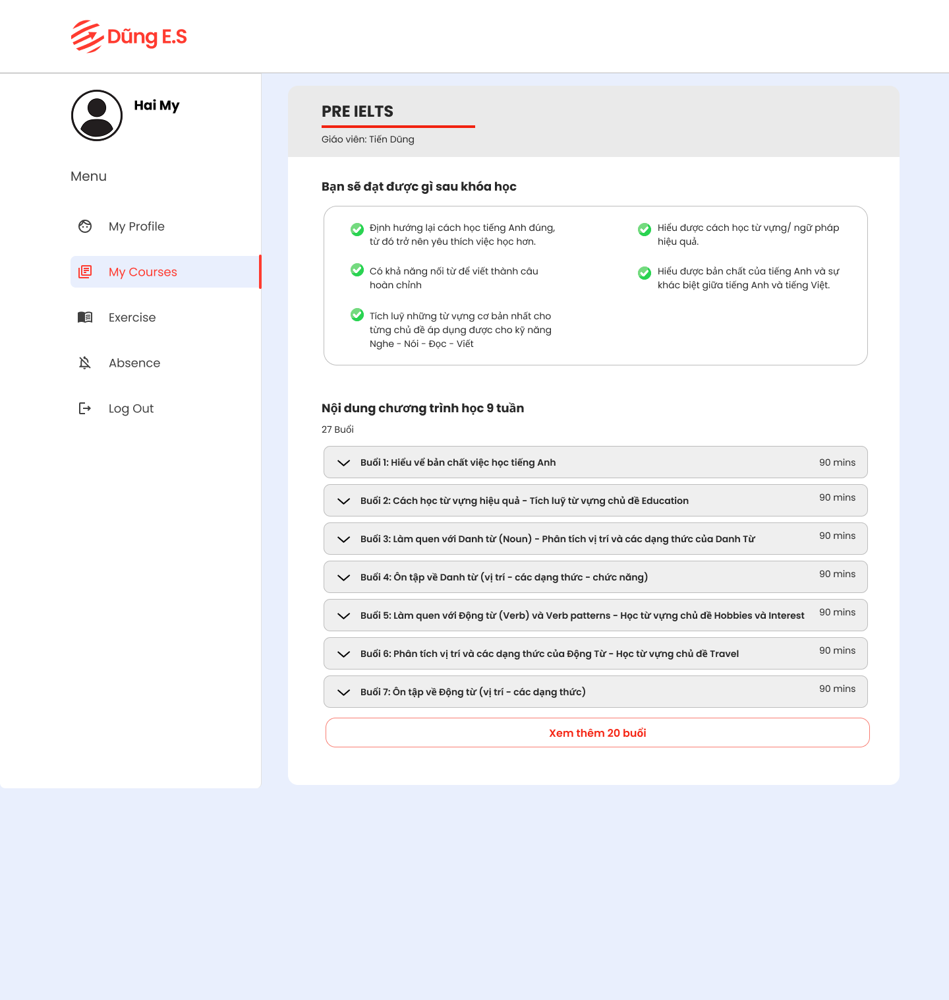 Dũng E.S
Hai My
Menu
My Profile
My Courses
Exercise
Absence
Log Out
PRE IELTS
Giáo viên: Tiến Dũng
Bạn sẽ đạt được gì sau khóa học
Định hướng lại cách học tiếng Anh đúng,
từ đó trở nên yêu thích việc học hơn.
Có khả năng nối từ để viết thành câu
hoàn chỉnh
Tích luỹ những từ vựng cơ bản nhất cho
từng chủ đề áp dụng được cho kỹ năng
Nghe - Nói - Đọc - Viết
Hiểu được cách học từ vựng/ ngữ pháp
hiệu quả.
Hiểu được bản chất của tiếng Anh và sự
khác biệt giữa tiếng Anh và tiếng Việt.
Nội dung chương trình học 9 tuần
27 Buổi
Buổi 1: Hiểu về bản chất việc học tiếng Anh 90 mins
Buổi 2: Cách học từ vựng hiệu quả - Tích luỹ từ vựng chủ đề Education 90 mins
Buổi 3: Làm quen với Danh từ (Noun) - Phân tích vị trí và các dạng thức của Danh Từ 90 mins
Buổi 4: Ôn tập về Danh từ (vị trí - các dạng thức - chức năng) 90 mins
Buổi 5: Làm quen với Động từ (Verb) và Verb patterns - Học từ vựng chủ đề Hobbies và Interest 90 mins
Buổi 6: Phân tích vị trí và các dạng thức của Động Từ - Học từ vựng chủ đề Travel 90 mins
Buổi 7: Ôn tập về Động từ (vị trí - các dạng thức) 90 mins
Xem thêm 20 buổi